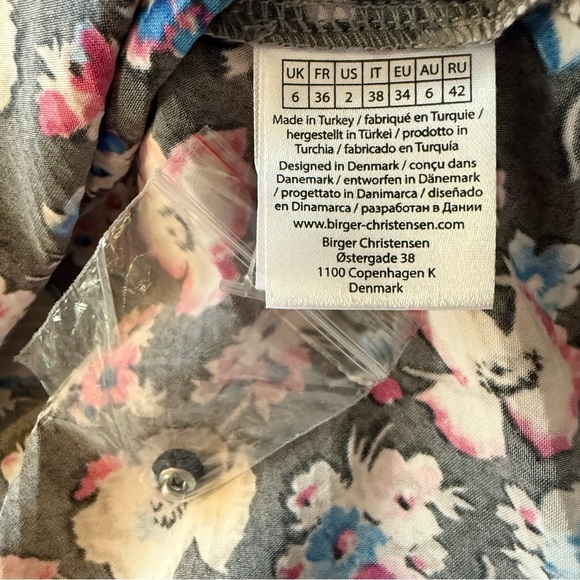 UK FR US IT EU AU RU
6 36 2 38 34 6 42
Made in Turkey / fabriqué en Turquie /
hergestellt in Türkei / prodotto in
Turchia / fabricado en Turquía
Designed in Denmark / conçu dans
Danemark / entworfen in Dänemark
/ progettato in Danimarca / diseñado
en Dinamarca / разработан в Дании
www.birger-christensen.com
Birger Christensen
Østergade 38
1100 Copenhagen K
Denmark